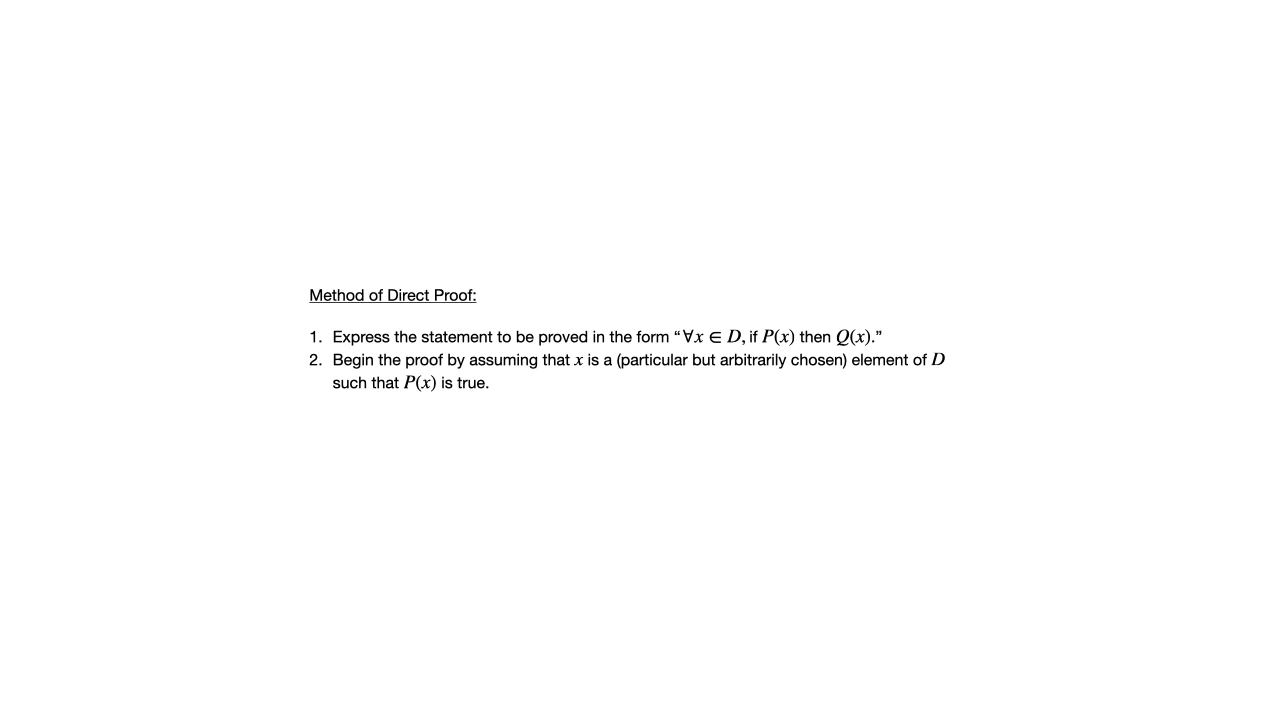 Method of Direct Proof:
1. Express the statement to be proved in the form “∀x ∈ D, if P(x) then Q(x).”
2. Begin the proof by assuming that x is a (particular but arbitrarily chosen) element of D
such that P(x) is true.